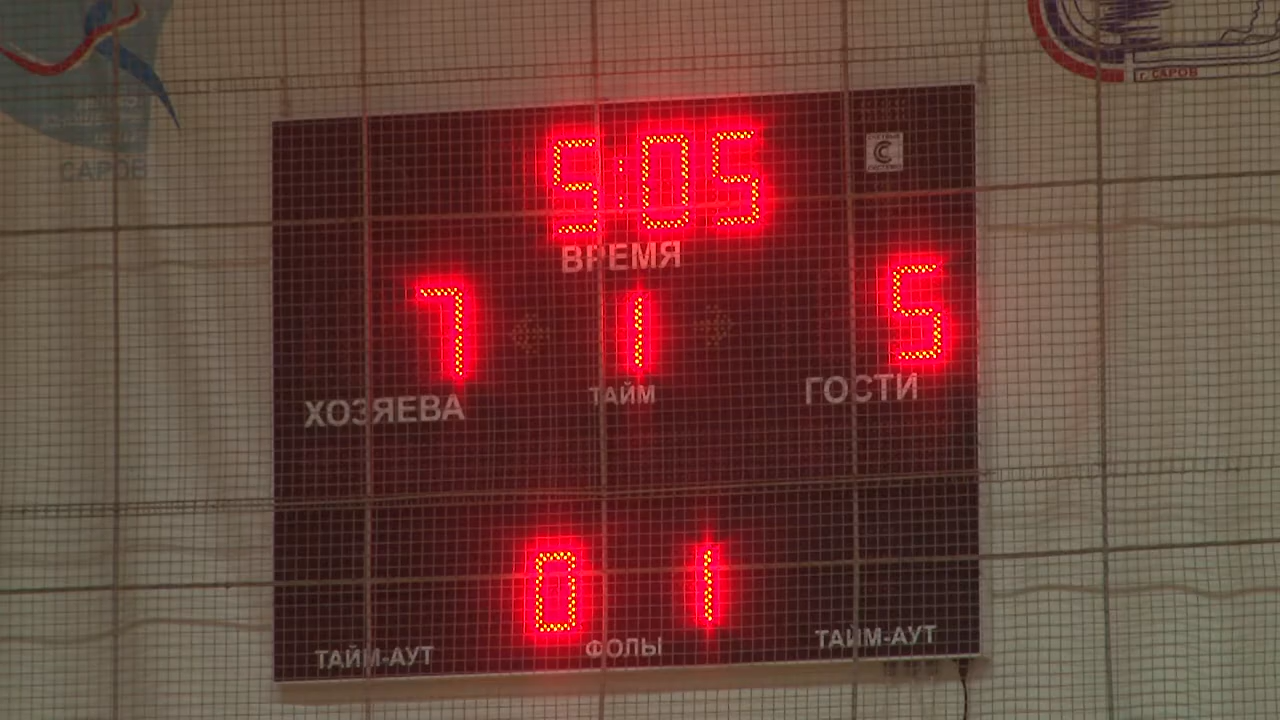 г. САРОВ
САРОВ
5:05
ВРЕМЯ
7 1 5
ХОЗЯЕВА ТАЙМ ГОСТИ
0 1
ТАЙМ-АУТ ФОЛЫ ТАЙМ-АУТ